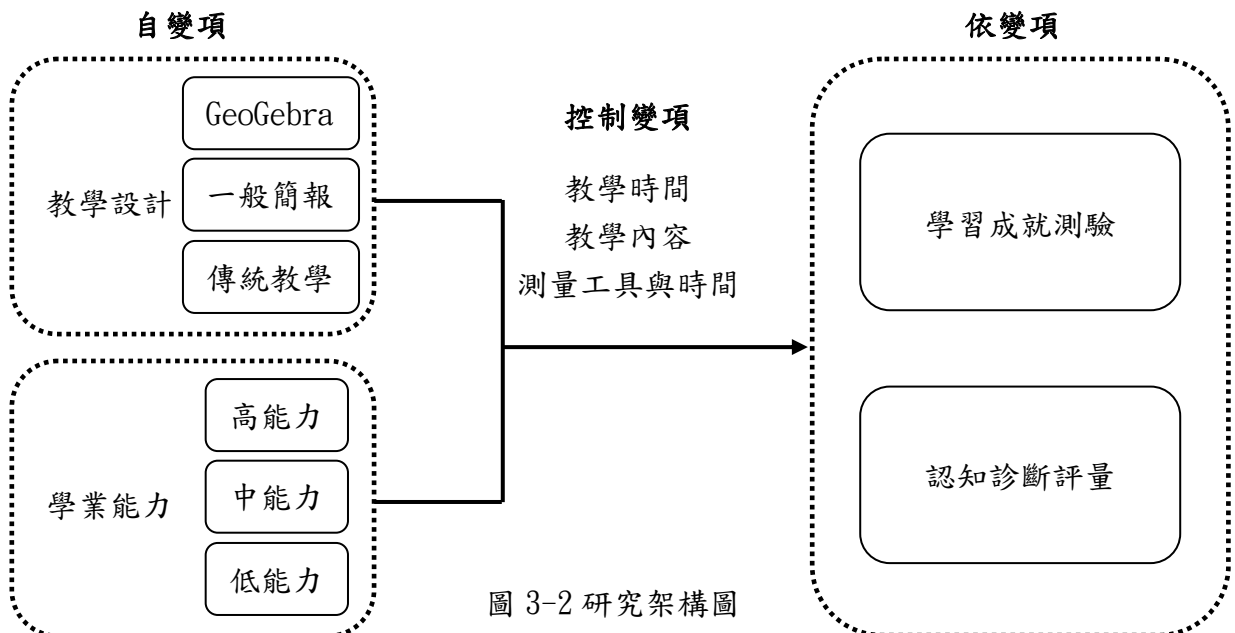 自變項
GeoGebra
教學設計
一般簡報
傳統教學
學業能力
高能力
中能力
低能力
控制變項
教學時間
教學內容
測量工具與時間
依變項
學習成就測驗
認知診斷評量
圖 3-2 研究架構圖